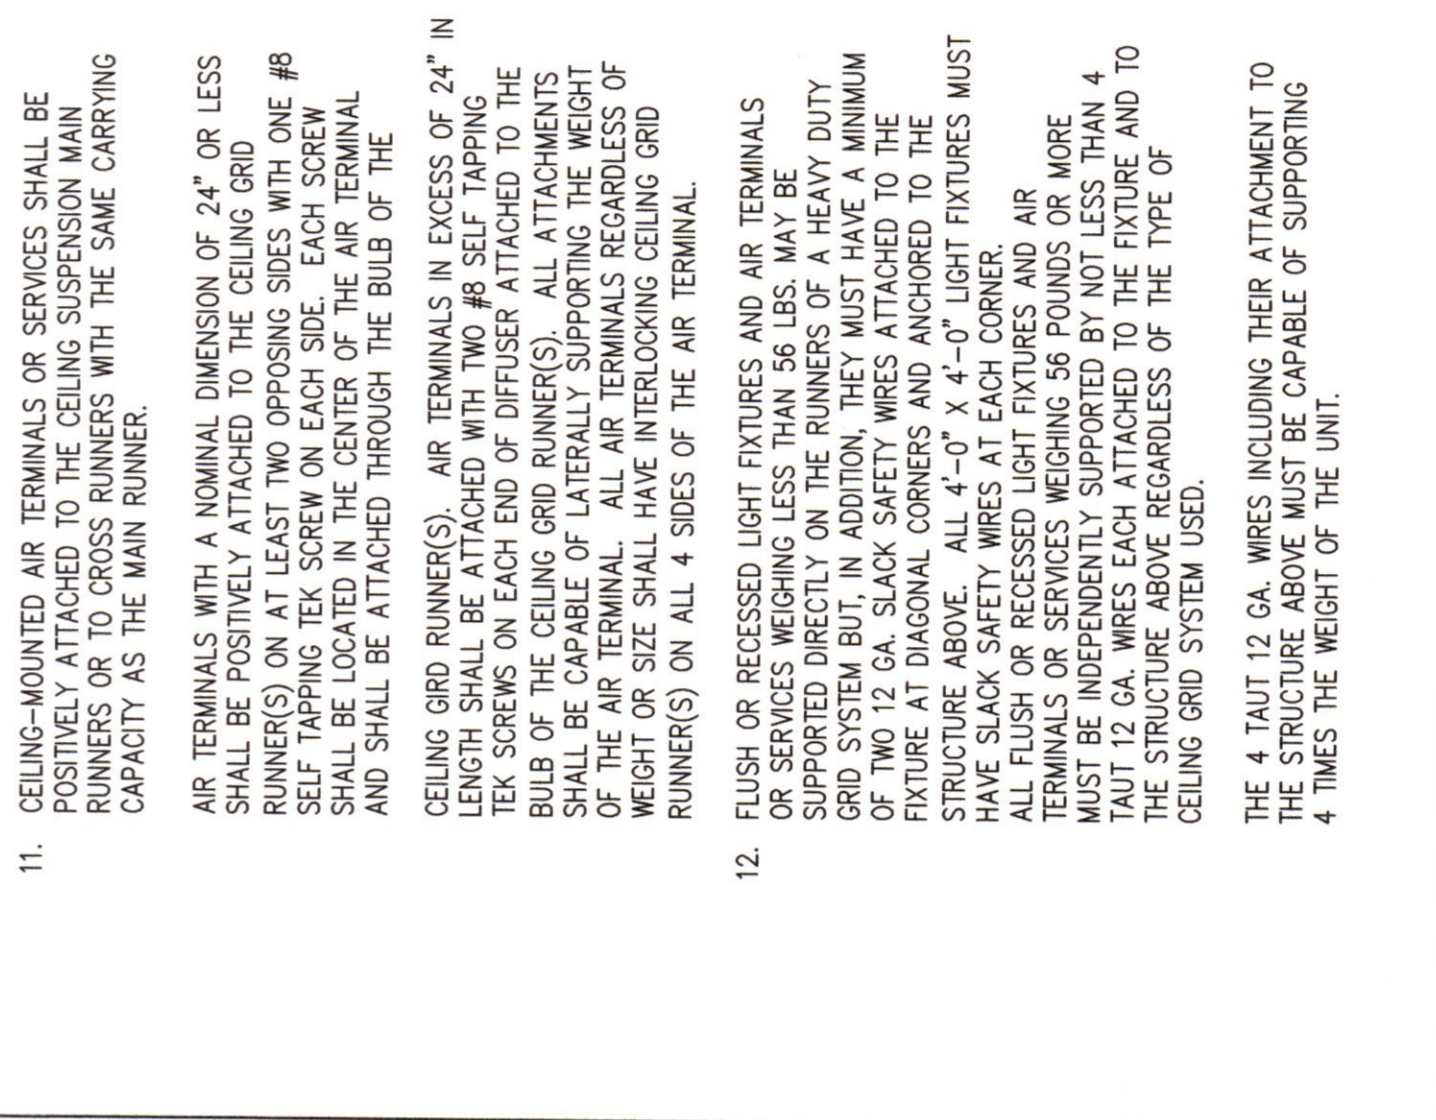 11. CEILING-MOUNTED AIR TERMINALS OR SERVICES SHALL BE
POSITIVELY ATTACHED TO THE CEILING SUSPENSION MAIN
RUNNERS OR TO CROSS RUNNERS WITH THE SAME CARRYING
CAPACITY AS THE MAIN RUNNER.
AIR TERMINALS WITH A NOMINAL DIMENSION OF 24" OR LESS
SHALL BE POSITIVELY ATTACHED TO THE CEILING GRID
RUNNER(S) ON AT LEAST TWO OPPOSING SIDES WITH ONE #8
SELF TAPPING TEK SCREW ON EACH SIDE. EACH SCREW
SHALL BE LOCATED IN THE CENTER OF THE AIR TERMINAL
AND SHALL BE ATTACHED THROUGH THE BULB OF THE
CEILING GIRD RUNNER(S). AIR TERMINALS IN EXCESS OF 24" IN
LENGTH SHALL BE ATTACHED WITH TWO #8 SELF TAPPING
TEK SCREWS ON EACH END OF DIFFUSER ATTACHED TO THE
BULB OF THE CEILING GRID RUNNER(S). ALL ATTACHMENTS
SHALL BE CAPABLE OF LATERALLY SUPPORTING THE WEIGHT
OF THE AIR TERMINAL. ALL AIR TERMINALS REGARDLESS OF
WEIGHT OR SIZE SHALL HAVE INTERLOCKING CEILING GRID
RUNNER(S) ON ALL 4 SIDES OF THE AIR TERMINAL.
12. FLUSH OR RECESSED LIGHT FIXTURES AND AIR TERMINALS
OR SERVICES WEIGHING LESS THAN 56 LBS. MAY BE
SUPPORTED DIRECTLY ON THE RUNNERS OF A HEAVY DUTY
GRID SYSTEM BUT, IN ADDITION, THEY MUST HAVE A MINIMUM
OF TWO 12 GA. SLACK SAFETY WIRES ATTACHED TO THE
FIXTURE AT DIAGONAL CORNERS AND ANCHORED TO THE
STRUCTURE ABOVE. ALL 4'-0" X 4'-0" LIGHT FIXTURES MUST
HAVE SLACK SAFETY WIRES AT EACH CORNER.
ALL FLUSH OR RECESSED LIGHT FIXTURES AND AIR
TERMINALS OR SERVICES WEIGHING 56 POUNDS OR MORE
MUST BE INDEPENDENTLY SUPPORTED BY NOT LESS THAN 4
TAUT 12 GA. WIRES EACH ATTACHED TO THE FIXTURE AND TO
THE STRUCTURE ABOVE REGARDLESS OF THE TYPE OF
CEILING GRID SYSTEM USED.
THE 4 TAUT 12 GA. WIRES INCLUDING THEIR ATTACHMENT TO
THE STRUCTURE ABOVE MUST BE CAPABLE OF SUPPORTING
4 TIMES THE WEIGHT OF THE UNIT.